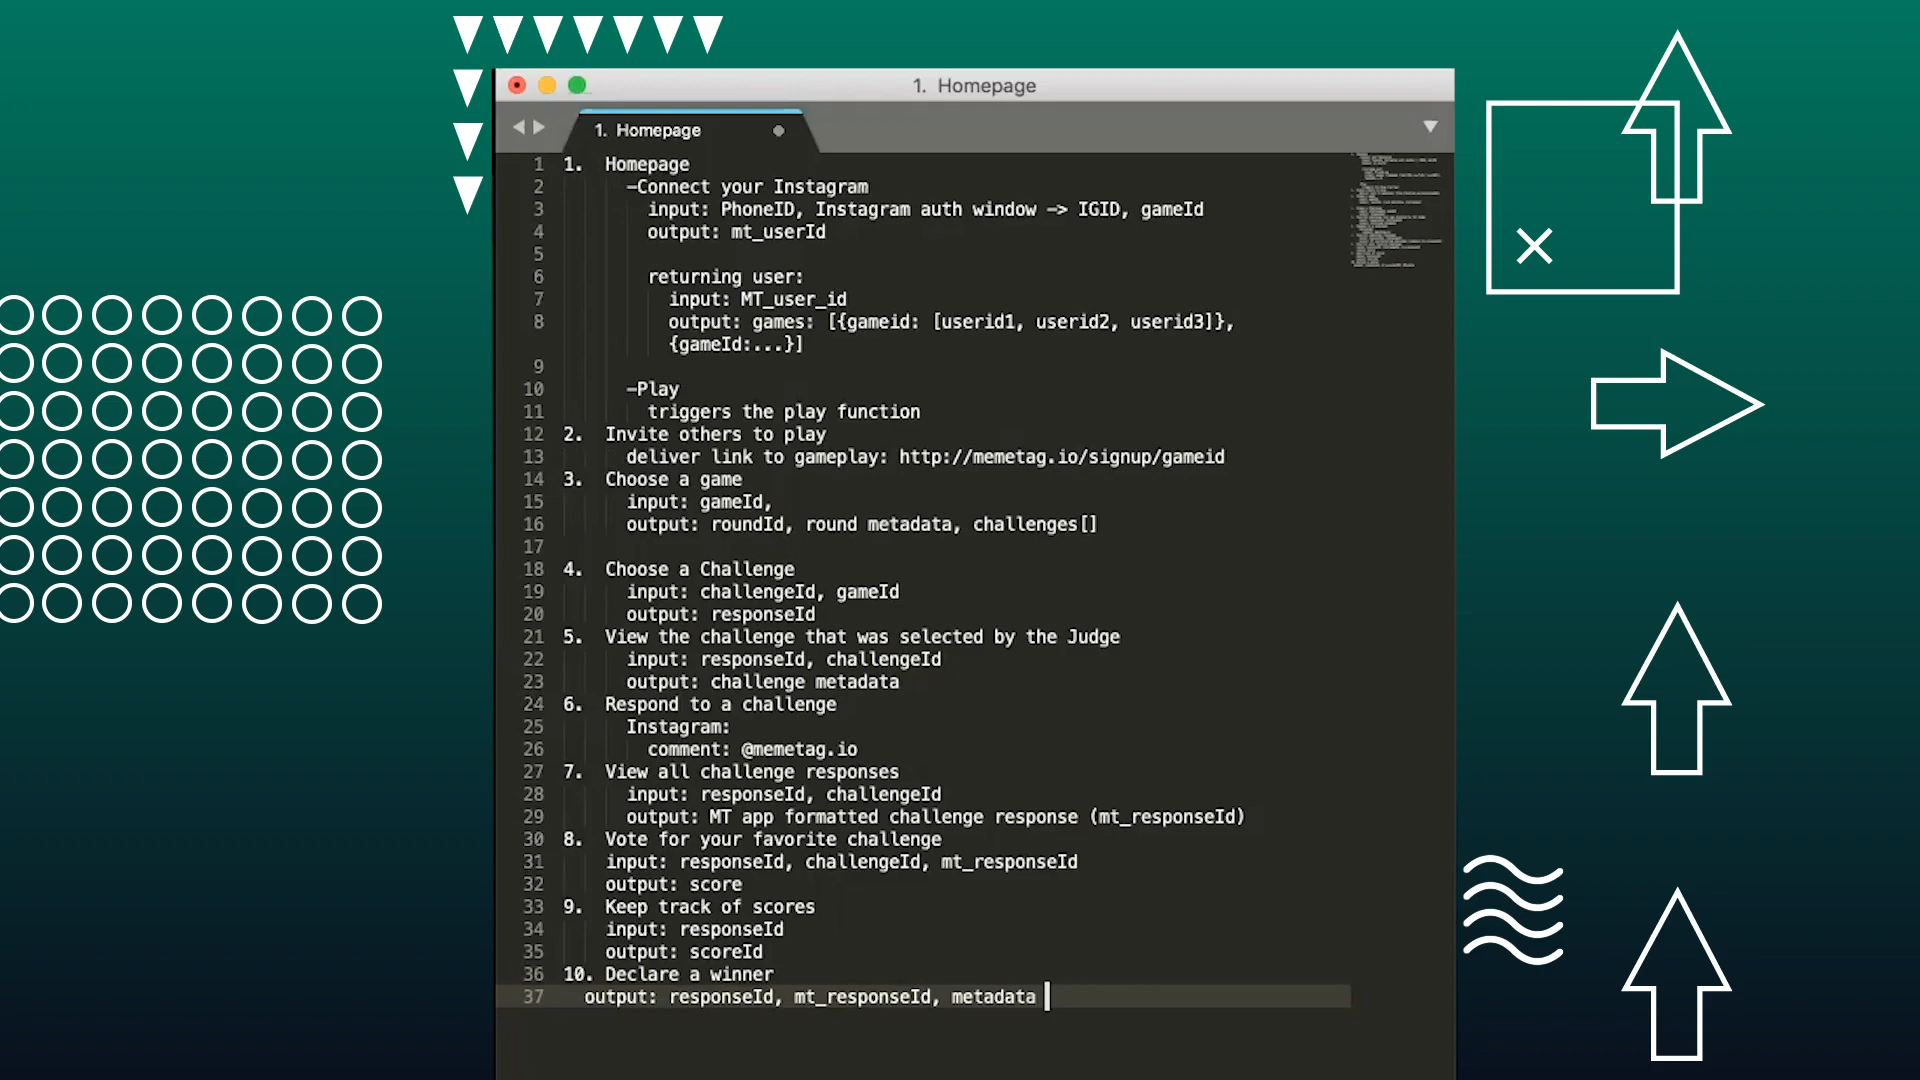 1. Homepage
1. Homepage
1 1. Homepage
2 -Connect your Instagram
3 input: PhoneID, Instagram auth window -> IGID, gameId
4 output: mt_userId
5
6 returning user:
7 input: MT_user_id
8 output: games: [{gameid: [userid1, userid2, userid3]},
{gameId:...}]
9
10 -Play
11 triggers the play function
12 2. Invite others to play
13 deliver link to gameplay: http://memetag.io/signup/gameid
14 3. Choose a game
15 input: gameId,
16 output: roundId, round metadata, challenges[]
17
18 4. Choose a Challenge
19 input: challengeId, gameId
20 output: responseId
21 5. View the challenge that was selected by the Judge
22 input: responseId, challengeId
23 output: challenge metadata
24 6. Respond to a challenge
25 Instagram:
26 comment: @memetag.io
27 7. View all challenge responses
28 input: responseId, challengeId
29 output: MT app formatted challenge response (mt_responseId)
30 8. Vote for your favorite challenge
31 input: responseId, challengeId, mt_responseId
32 output: score
33 9. Keep track of scores
34 input: responseId
35 output: scoreId
36 10. Declare a winner
37 output: responseId, mt_responseId, metadata